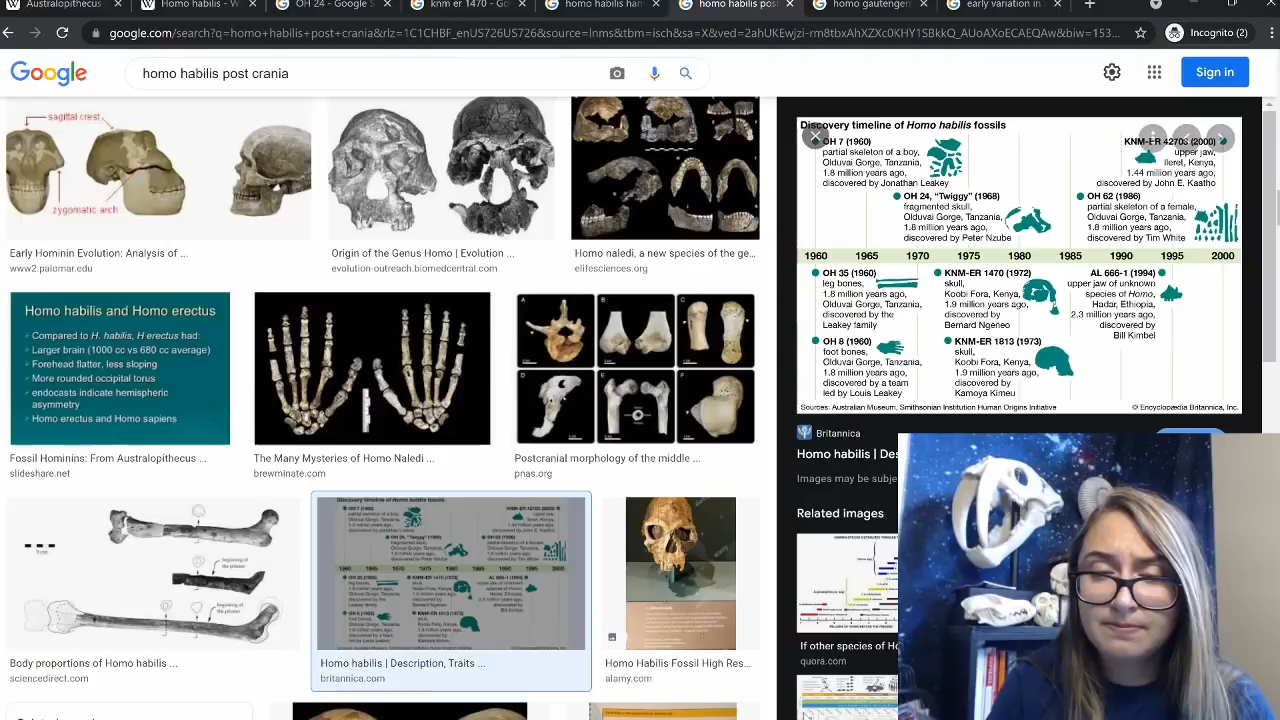 Australopithecus
Homo habilis - W
OH 24 - Google S
knm er 1470 - Go
homo habilis han
homo habilis pos
homo gautengen
early variation in
google.com/search?q=homo+habilis+post+crania&rlz=1C1CHBF_enUS726US726&source=lnms&tbm=isch&sa=X&ved=2ahUKEwjzi-rm8tbxAhXZXc0KHY1SBkkQ_AUoAXoECAEQAw&biw=153...
Incognito (2)
Google
homo habilis post crania
Sign in
sagittal crest
zygomatic arch
Early Hominin Evolution: Analysis of ...
www2.palomar.edu
Origin of the Genus Homo | Evolution ...
evolution-outreach.biomedcentral.com
Homo naledi, a new species of the ge...
elifesciences.org
Homo habilis and Homo erectus
Compared to H. habilis, H erectus had:
Larger brain (1000 cc vs 680 cc average)
Forehead flatter, less sloping
More rounded occipital torus
endocasts indicate hemispheric
asymmetry
Homo erectus and Homo sapiens
Fossil Hominins: From Australopithecus ...
slideshare.net
The Many Mysteries of Homo Naledi ...
brewminate.com
A
B
C
D
E
F
Postcranial morphology of the middle ...
pnas.org
beginning of
the pilaster
beginning of
the pilaster
Body proportions of Homo habilis ...
sciencedirect.com
Homo habilis | Description, Traits ...
britannica.com
Homo Habilis Fossil High Res...
alamy.com
Discovery timeline of Homo habilis fossils
OH 7 (1960)
partial skeleton of a boy,
Olduvai Gorge, Tanzania,
1.8 million years ago,
discovered by Jonathan Leakey
KNM-ER 42703 (2000)
upper jaw,
Ileret, Kenya,
1.44 million years ago,
discovered by John E. Kaatho
OH 24, "Twiggy" (1968)
fragmented skull,
Olduvai Gorge, Tanzania,
1.8 million years ago,
discovered by Peter Nzube
OH 62 (1986)
partial skeleton of a female,
Olduvai Gorge, Tanzania,
1.8 million years ago,
discovered by Tim White
1960 1965 1970 1975 1980 1985 1990 1995 2000
OH 35 (1960)
leg bones,
Olduvai Gorge, Tanzania,
1.8 million years ago,
discovered by the
Leakey family
KNM-ER 1470 (1972)
skull,
Koobi Fora, Kenya,
1.9 million years ago,
discovered by
Bernard Ngeneo
AL 666-1 (1994)
upper jaw of unknown
species of Homo,
Hadar, Ethiopia,
2.3 million years ago,
discovered by
Bill Kimbel
OH 8 (1960)
foot bones,
Olduvai Gorge, Tanzania,
1.8 million years ago,
discovered by a team
led by Louis Leakey
KNM-ER 1813 (1973)
skull,
Koobi Fora, Kenya,
1.9 million years ago,
discovered by
Kamoya Kimeu
Sources: Australian Museum, Smithsonian Institution Human Origins Initiative
© Encyclopædia Britannica, Inc.
Britannica
Homo habilis | Des
Images may be subje
Related images
If other species of Ho
quora.com